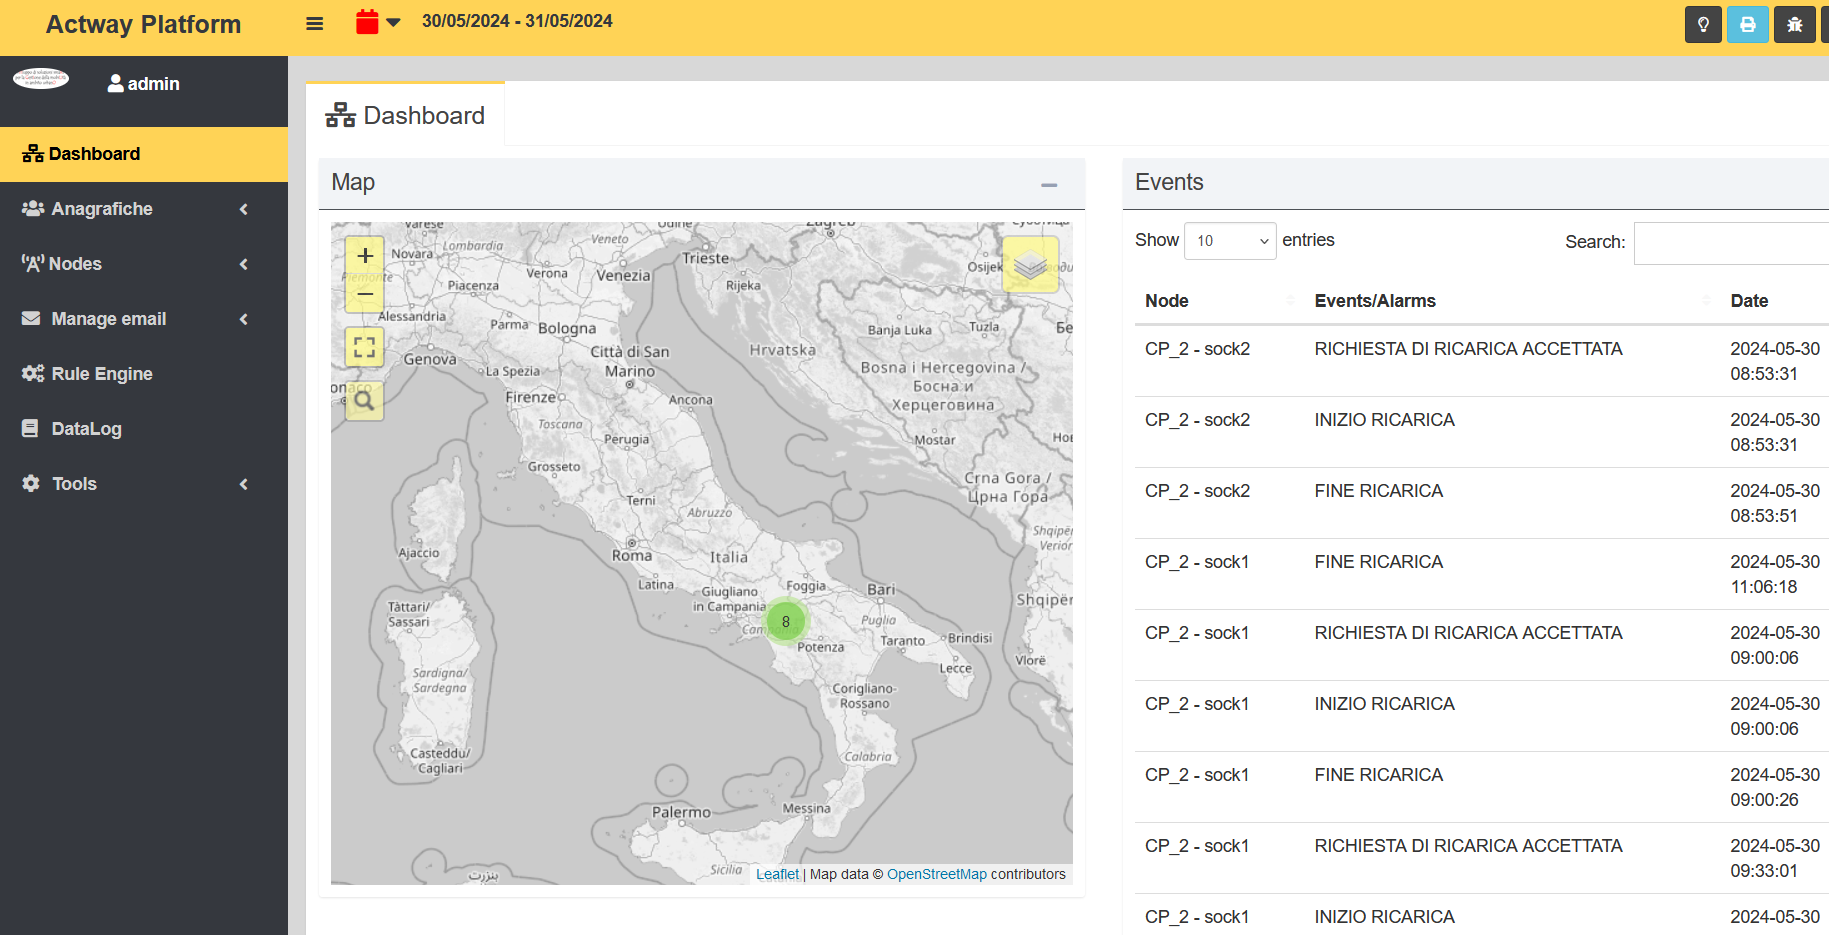 Actway Platform
30/05/2024 - 31/05/2024
admin
Dashboard
Anagrafiche
Nodes
Manage email
Rule Engine
DataLog
Tools
Dashboard
Map
+
−
Varese
Udine
Zagreb
Novara
Lombardia
Veneto
Trieste
Osijek
Piemonte
Verona
Venezia
Piacenza
Rijeka
Alessandria
Parma
Bologna
Banja Luka
Tuzla
Genova
Città di San
Marino
Hrvatska
La Spezia
Bosna i Hercegovina /
Босна и
Херцеговина
Firenze
Ancona
Toscana
Perugia
Mostar
Grosseto
Crna Gora /
Црна Гора
Terni
Abruzzo
Roma
Italia
Ajaccio
Latina
Giugliano
in Campania
Foggia
Bari
8
Tàttari/
Sassari
Puglia
Potenza
Taranto
Brindisi
Lecce
Vlorë
Sardigna/
Sardegna
Corigliano-
Rossano
Casteddu/
Cagliari
Calabria
Palermo
Messina
Sicilia
بنزرت
Leaflet | Map data © OpenStreetMap contributors
Events
Show 10 entries
Search:
Node Events/Alarms Date
CP_2 - sock2 RICHIESTA DI RICARICA ACCETTATA 2024-05-30
08:53:31
CP_2 - sock2 INIZIO RICARICA 2024-05-30
08:53:31
CP_2 - sock2 FINE RICARICA 2024-05-30
08:53:51
CP_2 - sock1 FINE RICARICA 2024-05-30
11:06:18
CP_2 - sock1 RICHIESTA DI RICARICA ACCETTATA 2024-05-30
09:00:06
CP_2 - sock1 INIZIO RICARICA 2024-05-30
09:00:06
CP_2 - sock1 FINE RICARICA 2024-05-30
09:00:26
CP_2 - sock1 RICHIESTA DI RICARICA ACCETTATA 2024-05-30
09:33:01
CP_2 - sock1 INIZIO RICARICA 2024-05-30